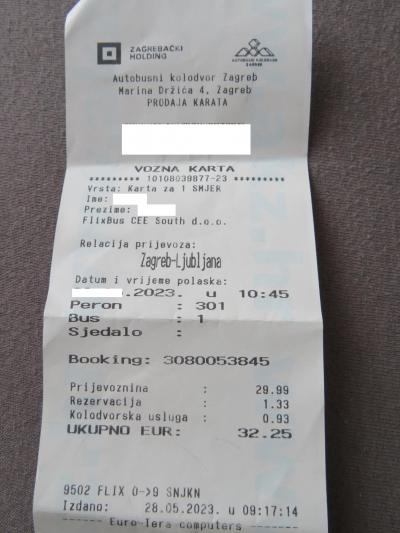 ZAGREBAČKI
HOLDING
AUTOBUSNI KOLODVOR
ZAGREB
Autobusni kolodvor Zagreb
Marina Držića 4, Zagreb
PRODAJA KARATA
VOZNA KARTA
********* 10108039877-23 *********
Vrsta: Karta za 1 SMJER
Ime:
Prezime:
FlixBus CEE South d.o.o.
Relacija prijevoza:
Zagreb-Ljubljana
Datum i vrijeme polaska:
.2023. u 10:45
Peron : 301
Bus : 1
Sjedalo :
Booking: 3080053845
Prijevoznina : 29.99
Rezervacija : 1.33
Kolodvorska usluga : 0.93
UKUPNO EUR: 32.25
9502 FLIX 0->9 SNJKN
Izdano: 28.05.2023. u 09:17:14
------ Euro-Tera computers ------